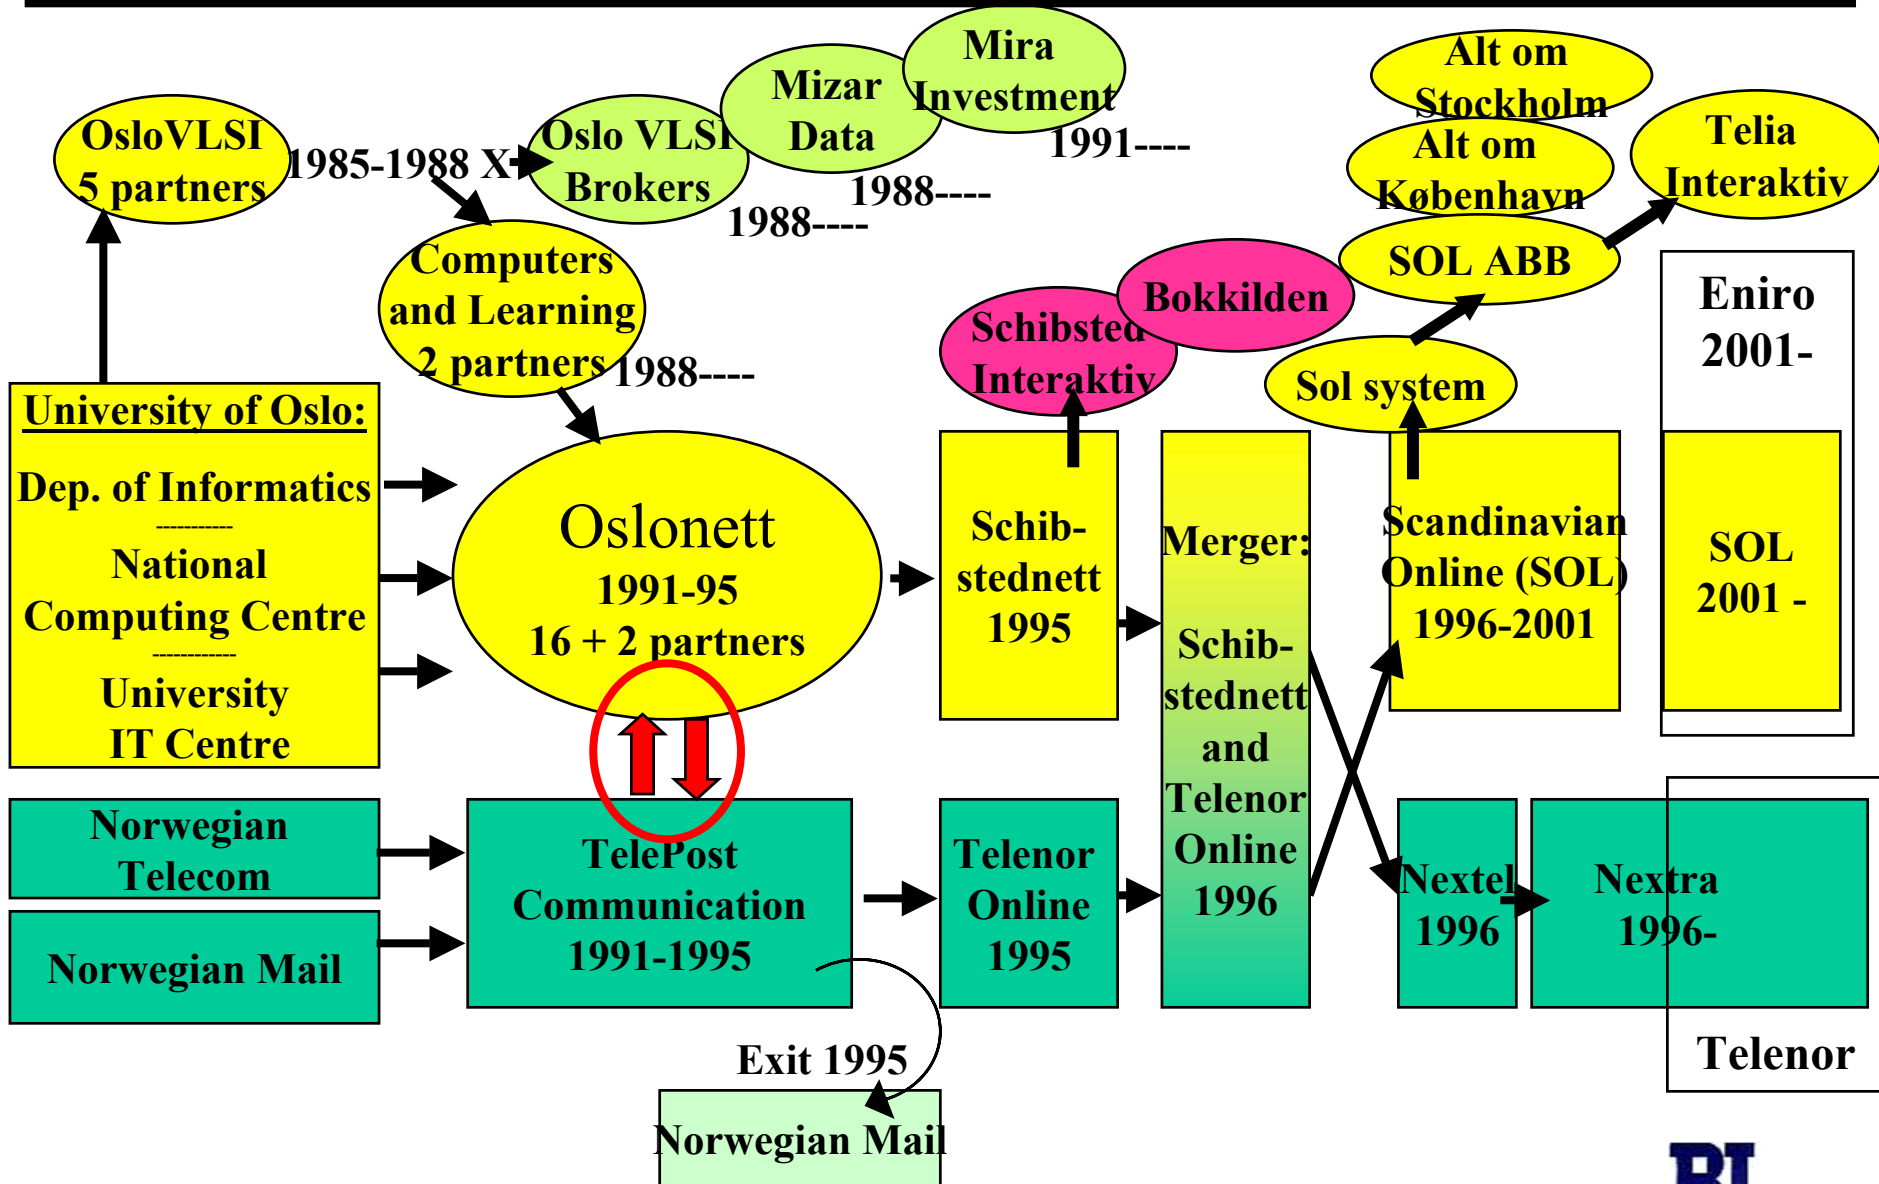 OsloVLSI
5 partners
1985-1988 X
Oslo VLSI
Brokers
1988----
Mizar
Data
1988----
Mira
Investment
1991----
Alt om
Stockholm
Alt om
København
SOL ABB
Telia
Interaktiv
Computers
and Learning
2 partners
1988----
Schibsted
Interaktiv
Bokkilden
Sol system
Eniro
2001-
University of Oslo:
Dep. of Informatics
-----------
National
Computing Centre
------------
University
IT Centre
Oslonett
1991-95
16 + 2 partners
Schib-
stednett
1995
Merger:
Schib-
stednett
and
Telenor
Online
1996
Scandinavian
Online (SOL)
1996-2001
SOL
2001 -
Norwegian
Telecom
Norwegian Mail
TelePost
Communication
1991-1995
Telenor
Online
1995
Nextel
1996
Nextra
1996-
Telenor
Exit 1995
Norwegian Mail
BI